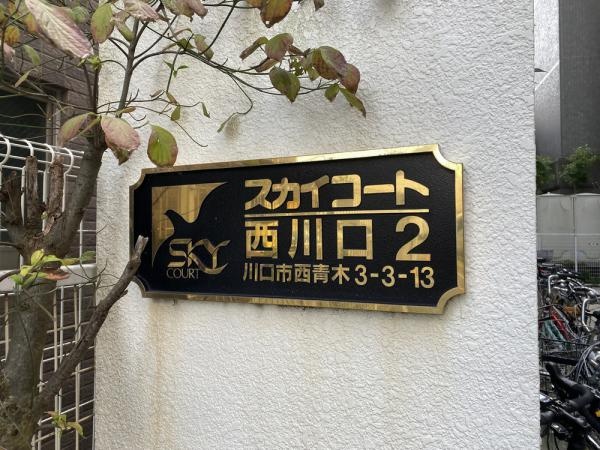 SKY
COURT
スカイコート
西川口 2
川口市西青木 3-3-13